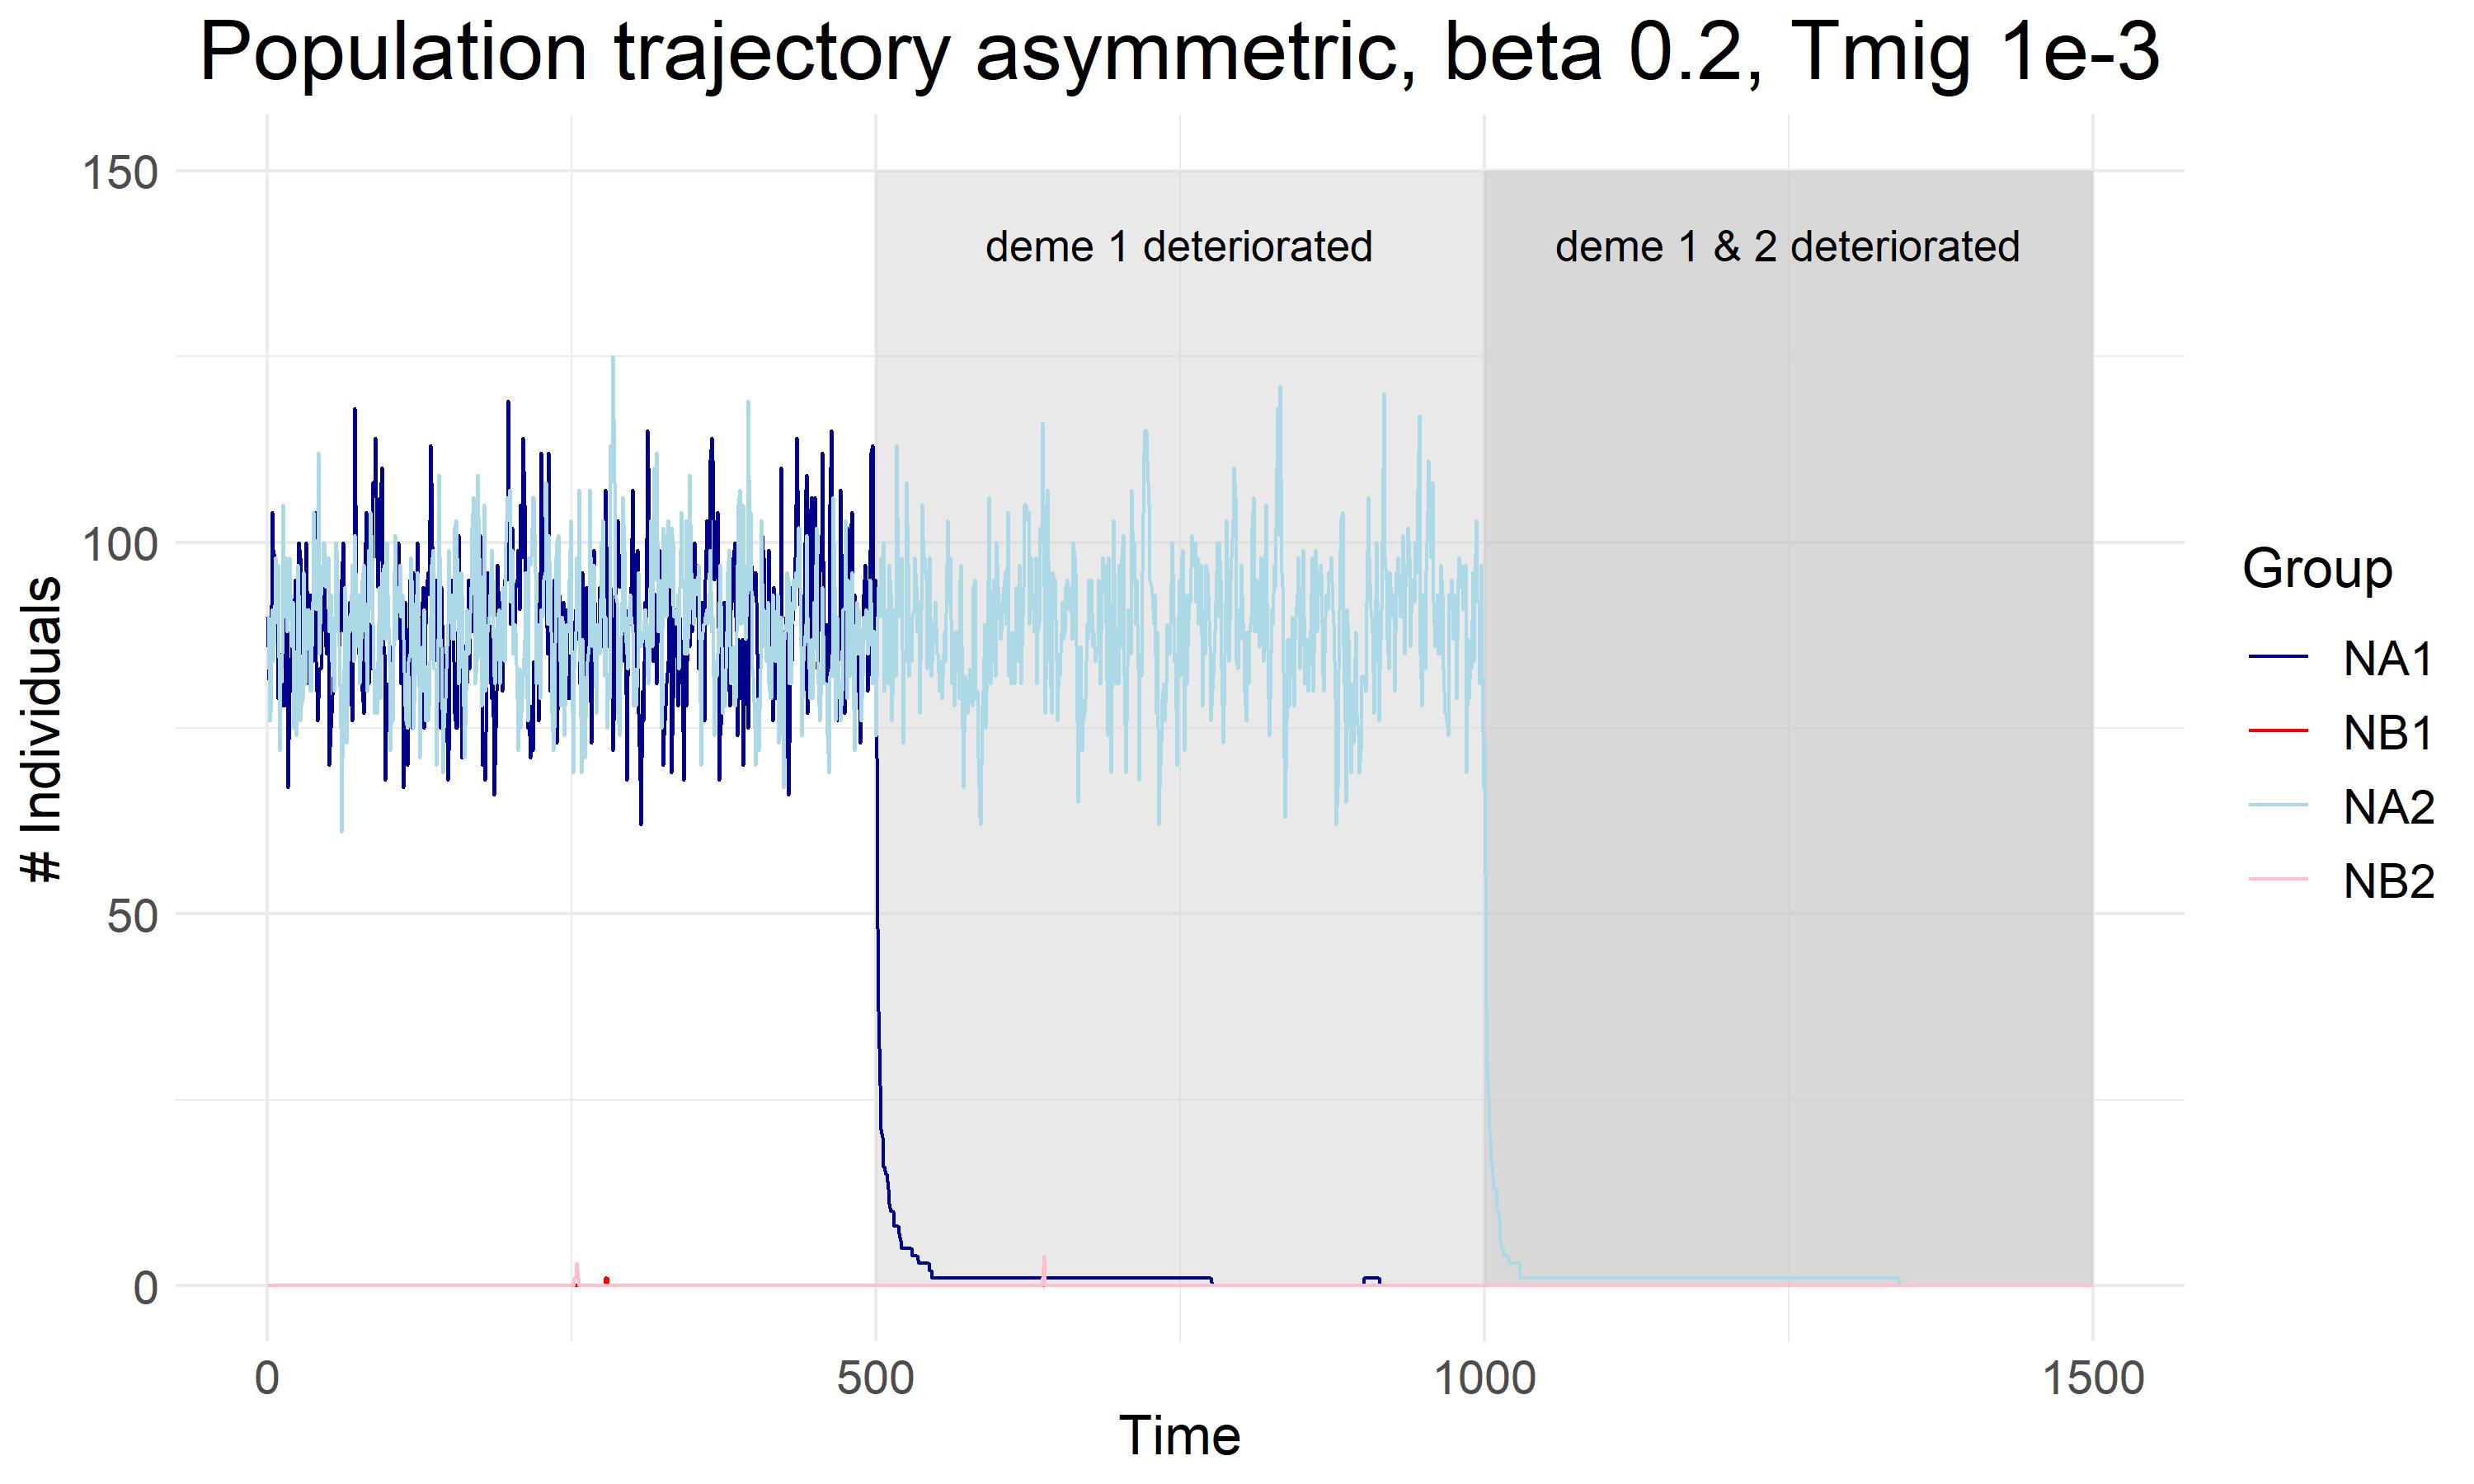 Population trajectory asymmetric, beta 0.2, Tmig 1e-3
150
100
50
0
# Individuals
deme 1 deteriorated
deme 1 & 2 deteriorated
0
500
1000
1500
Time
Group
NA1
NB1
NA2
NB2